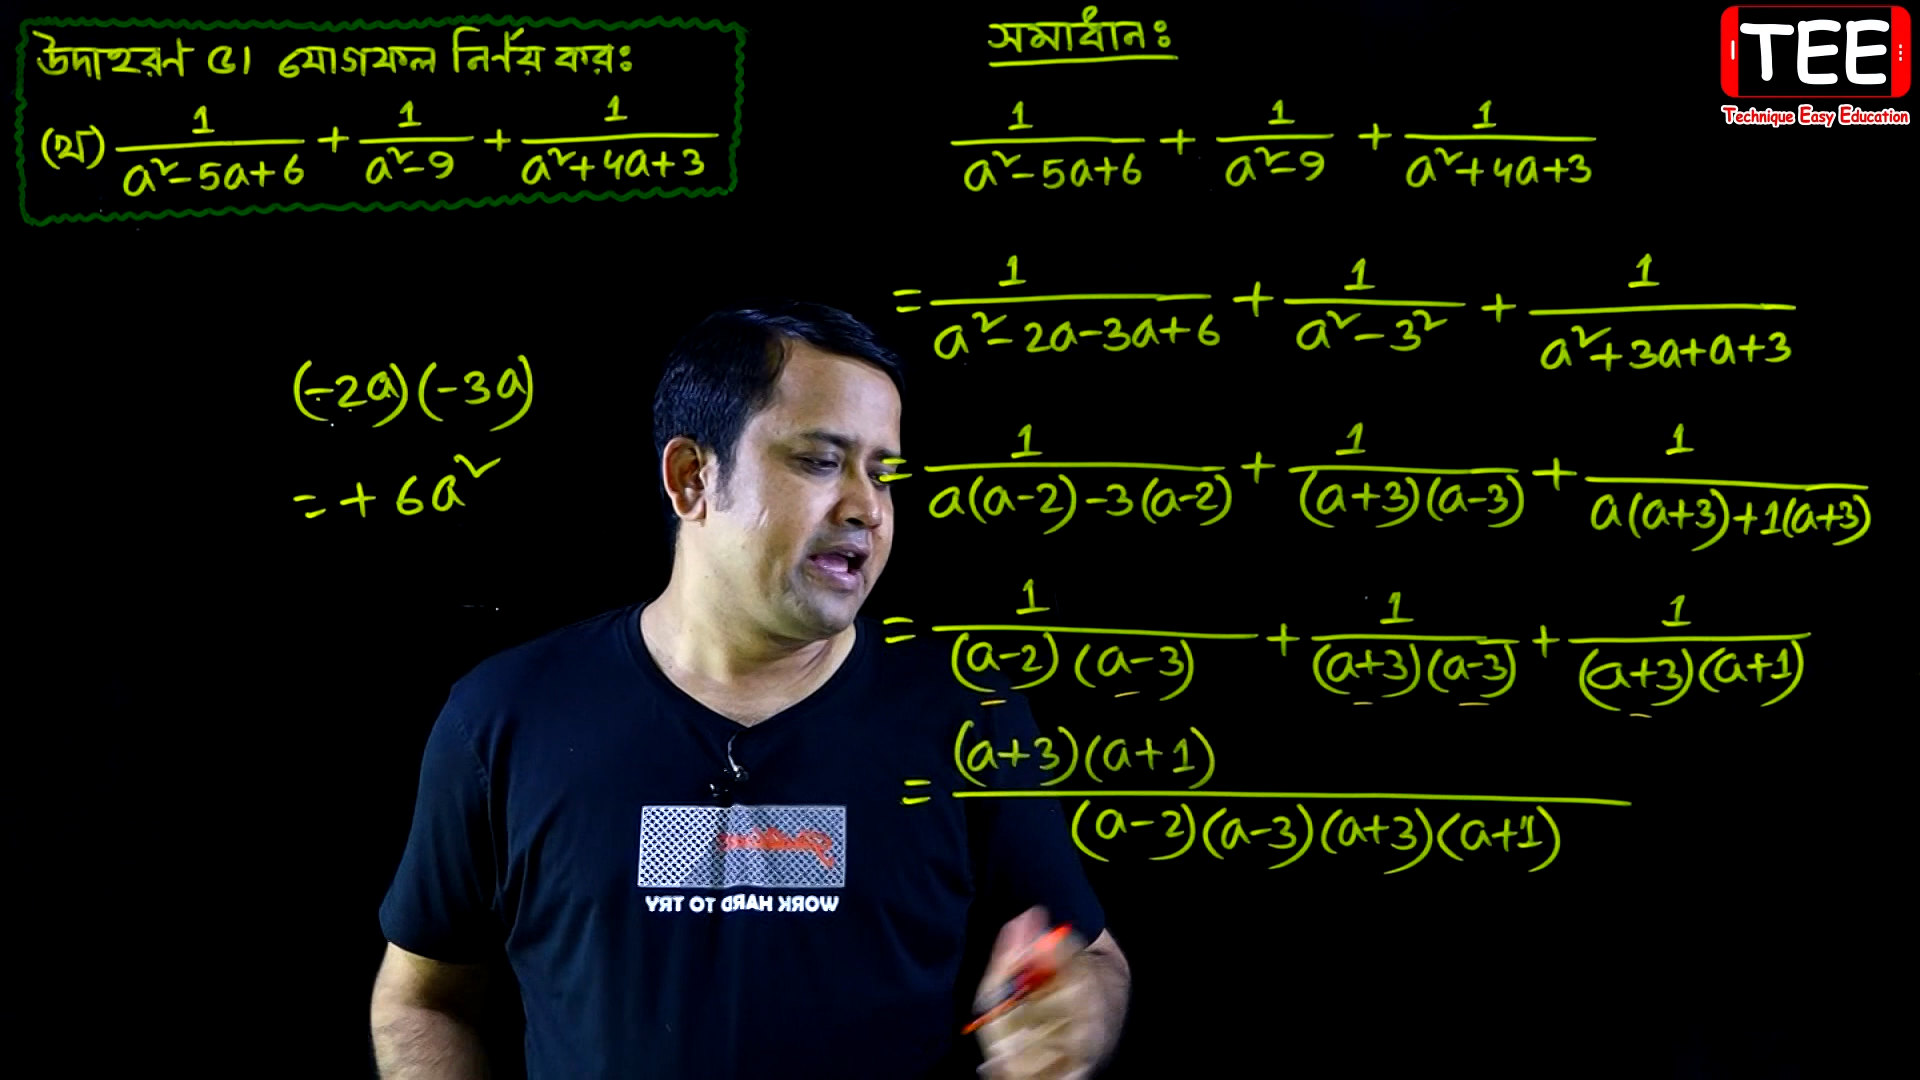 উদাহরণ ৫। যোগফল নির্ণয় করঃ
(খ) 1/(a²-5a+6) + 1/(a²-9) + 1/(a²+4a+3)
(-2a)(-3a)
= +6a²
সমাধানঃ
1/(a²-5a+6) + 1/(a²-9) + 1/(a²+4a+3)
= 1/(a²-2a-3a+6) + 1/(a²-3²) + 1/(a²+3a+a+3)
= 1/(a(a-2)-3(a-2)) + 1/((a+3)(a-3)) + 1/(a(a+3)+1(a+3))
= 1/((a-2)(a-3)) + 1/((a+3)(a-3)) + 1/((a+3)(a+1))
= (a+3)(a+1)/((a-2)(a-3)(a+3)(a+1))
TEE
Technique Easy Education
WORK HARD TO TRY